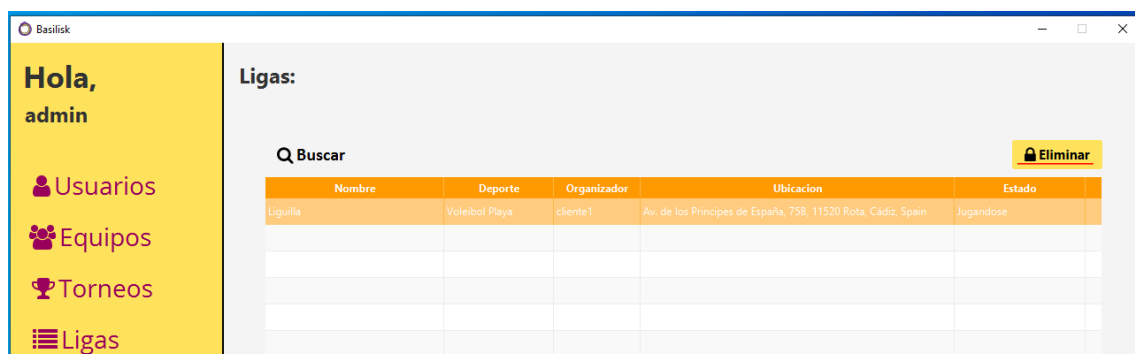 Basilisk
Hola,
admin
Usuarios
Equipos
Torneos
Ligas
Ligas:
Buscar
Eliminar
Nombre Deporte Organizador Ubicacion Estado
Liguilla Voleibol Playa cliente1 Av. de los Principes de España, 75B, 11520 Rota, Cádiz, Spain Jugandose